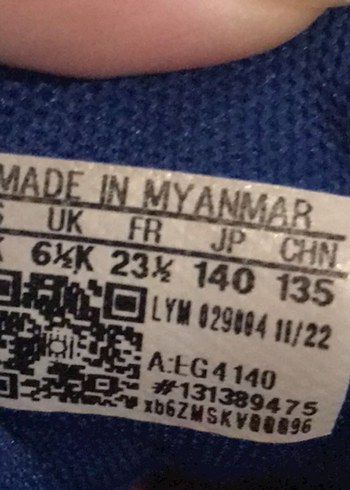 MADE IN MYANMAR
UK FR JP CHN
6½K 23½ 140 135
LYM 029004 11/22
A:EG4140
#131389475